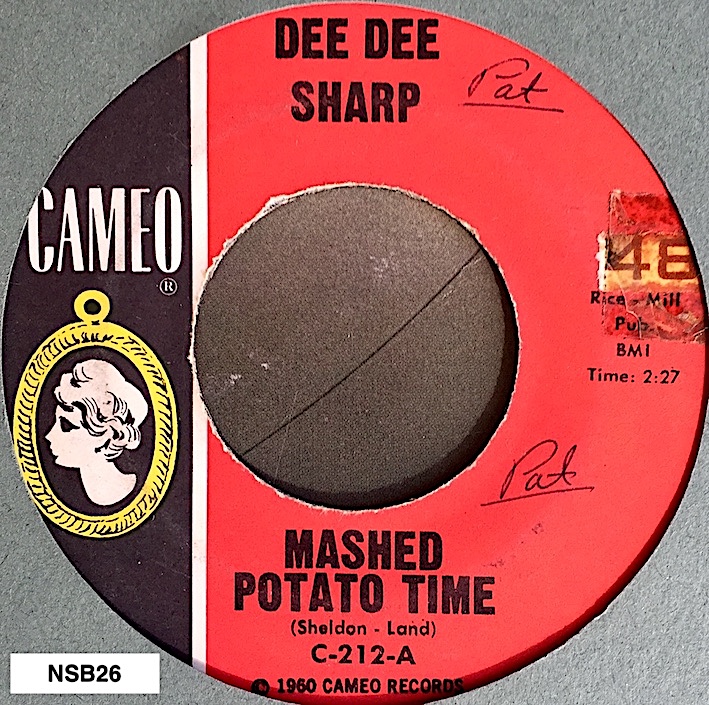 DEE DEE
SHARP
Pat
CAMEO
®
48
Rice - Mill
Pub.
BMI
Time: 2:27
Pat
MASHED
POTATO TIME
(Sheldon - Land)
C-212-A
© 1960 CAMEO RECORDS
NSB26